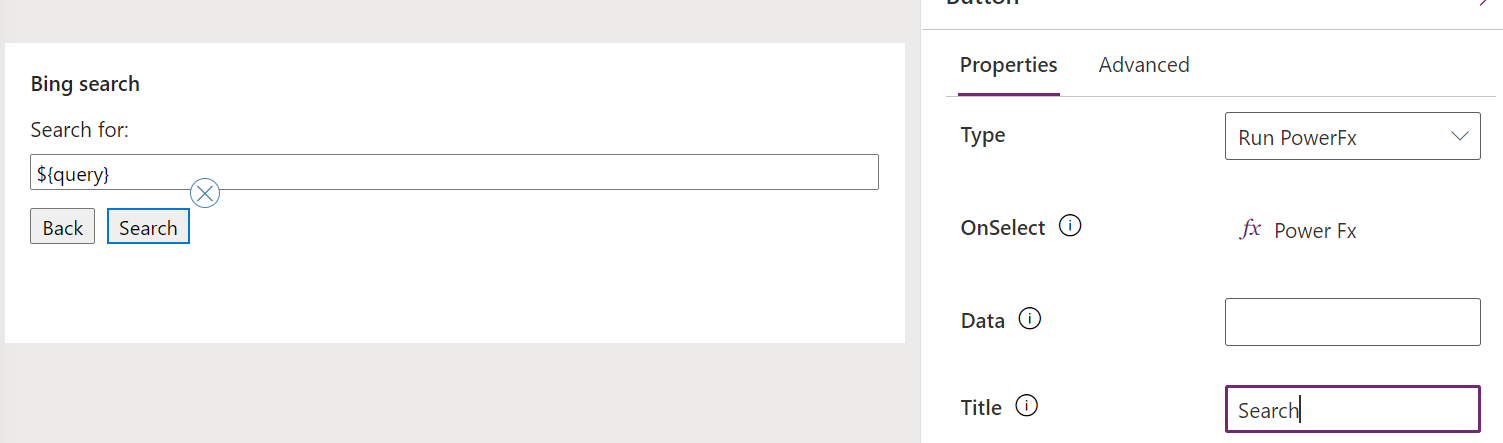 Button
Properties Advanced
Bing search
Search for:
${query}
Back Search
Type Run PowerFx
OnSelect fx Power Fx
Data
Title Search